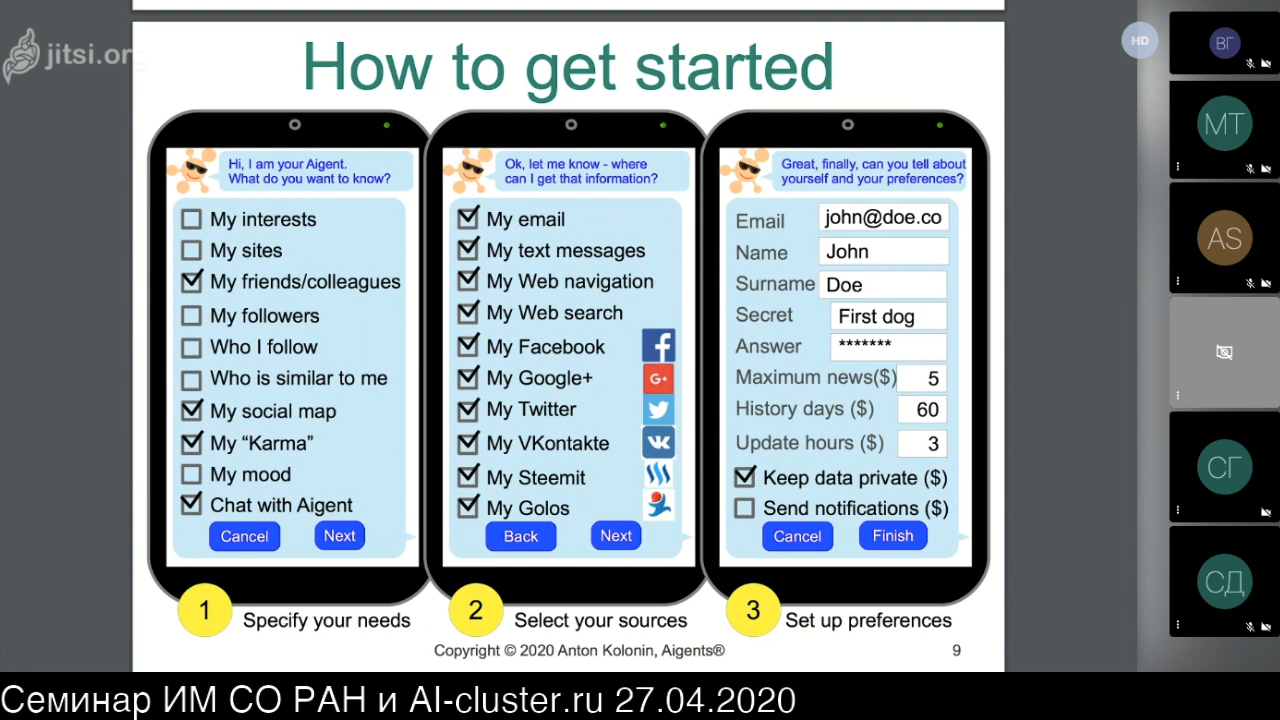 jitsi.org
How to get started
Hi, I am your Aigent.
What do you want to know?
My interests
My sites
My friends/colleagues
My followers
Who I follow
Who is similar to me
My social map
My “Karma”
My mood
Chat with Aigent
Cancel
Next
Ok, let me know - where
can I get that information?
My email
My text messages
My Web navigation
My Web search
My Facebook
My Google+
G+
My Twitter
My VKontakte
My Steemit
My Golos
Back
Next
Great, finally, can you tell about
yourself and your preferences?
Email john@doe.co
Name John
Surname Doe
Secret First dog
Answer *******
Maximum news($) 5
History days ($) 60
Update hours ($) 3
Keep data private ($)
Send notifications ($)
Cancel
Finish
1 Specify your needs
2 Select your sources
3 Set up preferences
Copyright © 2020 Anton Kolonin, Aigents®
9
HD
ВГ
МТ
AS
СГ
СД
Семинар ИМ СО РАН и AI-cluster.ru 27.04.2020